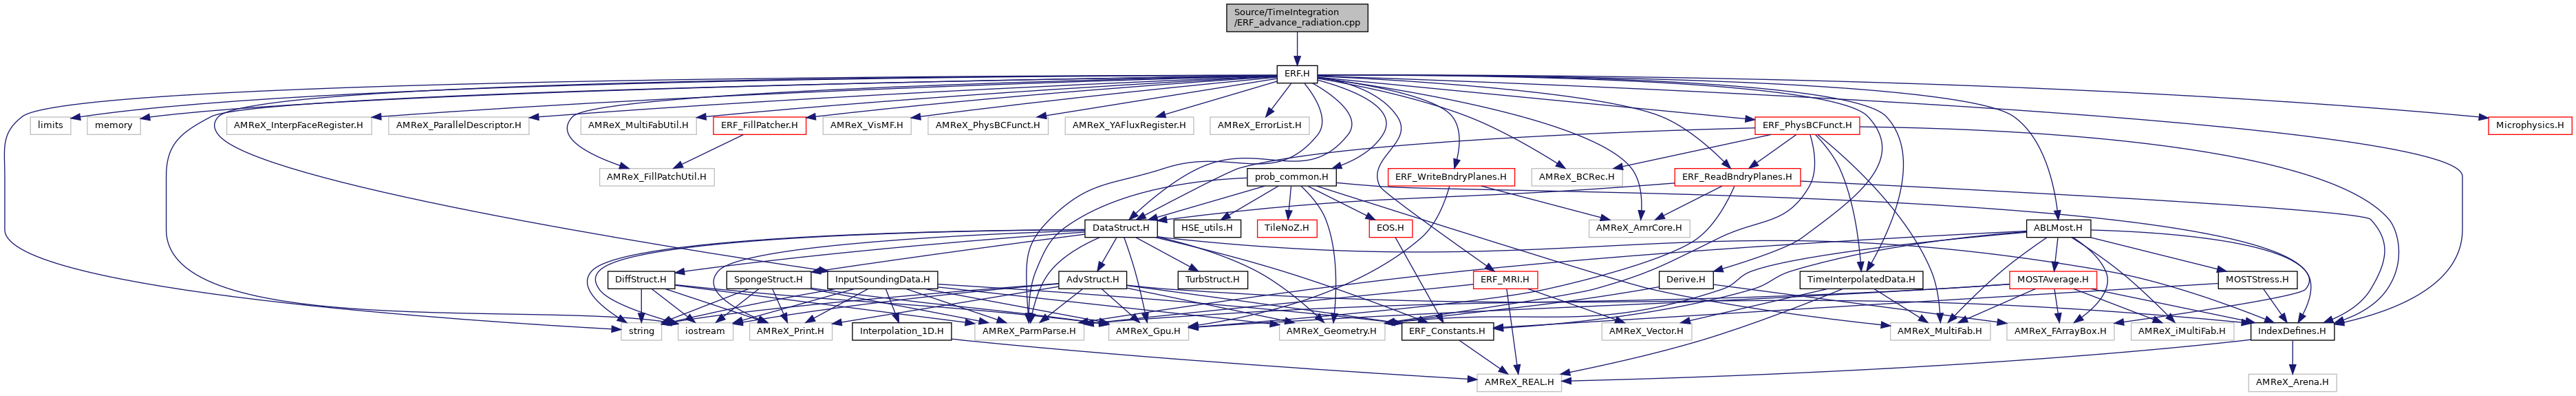 Source/TimeIntegration
/ERF_advance_radiation.cpp
ERF.H
limits
memory
AMReX_InterpFaceRegister.H
AMReX_ParallelDescriptor.H
AMReX_MultiFabUtil.H
ERF_FillPatcher.H
AMReX_VisMF.H
AMReX_PhysBCFunct.H
AMReX_YAFluxRegister.H
AMReX_ErrorList.H
ERF_PhysBCFunct.H
Microphysics.H
AMReX_FillPatchUtil.H
prob_common.H
ERF_WriteBndryPlanes.H
AMReX_BCRec.H
ERF_ReadBndryPlanes.H
DataStruct.H
HSE_utils.H
TileNoZ.H
EOS.H
AMReX_AmrCore.H
ABLMost.H
DiffStruct.H
SpongeStruct.H
InputSoundingData.H
AdvStruct.H
TurbStruct.H
ERF_MRI.H
Derive.H
TimeInterpolatedData.H
MOSTAverage.H
MOSTStress.H
string
iostream
AMReX_Print.H
Interpolation_1D.H
AMReX_ParmParse.H
AMReX_Gpu.H
AMReX_Geometry.H
ERF_Constants.H
AMReX_Vector.H
AMReX_MultiFab.H
AMReX_FArrayBox.H
AMReX_iMultiFab.H
IndexDefines.H
AMReX_REAL.H
AMReX_Arena.H